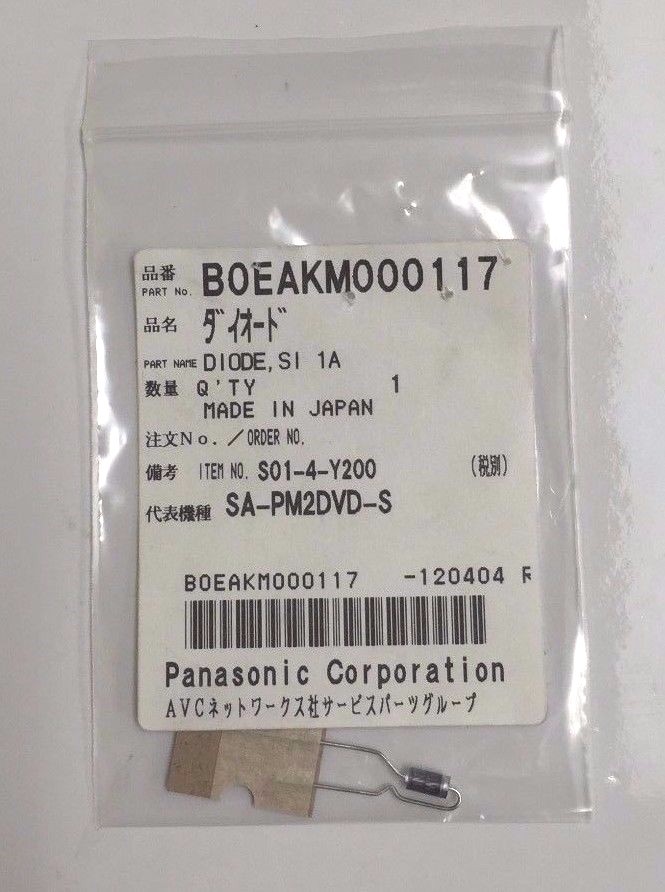 品番
PART No. B0EAKM000117
品名 ﾀﾞｲｵｰﾄﾞ
PART NAME DIODE,SI 1A
数量 Q'TY 1
MADE IN JAPAN
注文No./ORDER NO.
備考 ITEM NO. S01-4-Y200 (税別)
代表機種 SA-PM2DVD-S
B0EAKM000117 -120404 R
Panasonic Corporation
AVCネットワークス社サービスパーツグループ